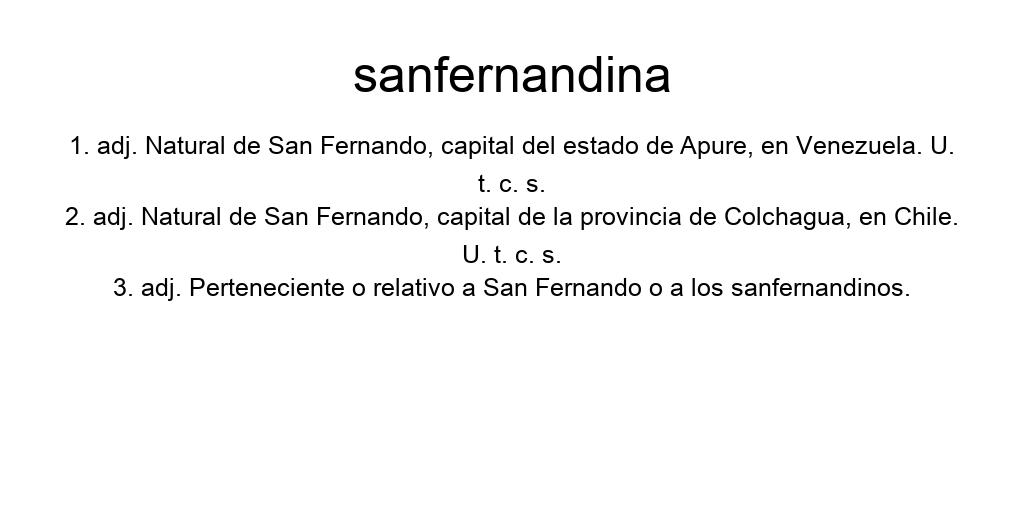 sanfernandina
1. adj. Natural de San Fernando, capital del estado de Apure, en Venezuela. U.
t. c. s.
2. adj. Natural de San Fernando, capital de la provincia de Colchagua, en Chile.
U. t. c. s.
3. adj. Perteneciente o relativo a San Fernando o a los sanfernandinos.